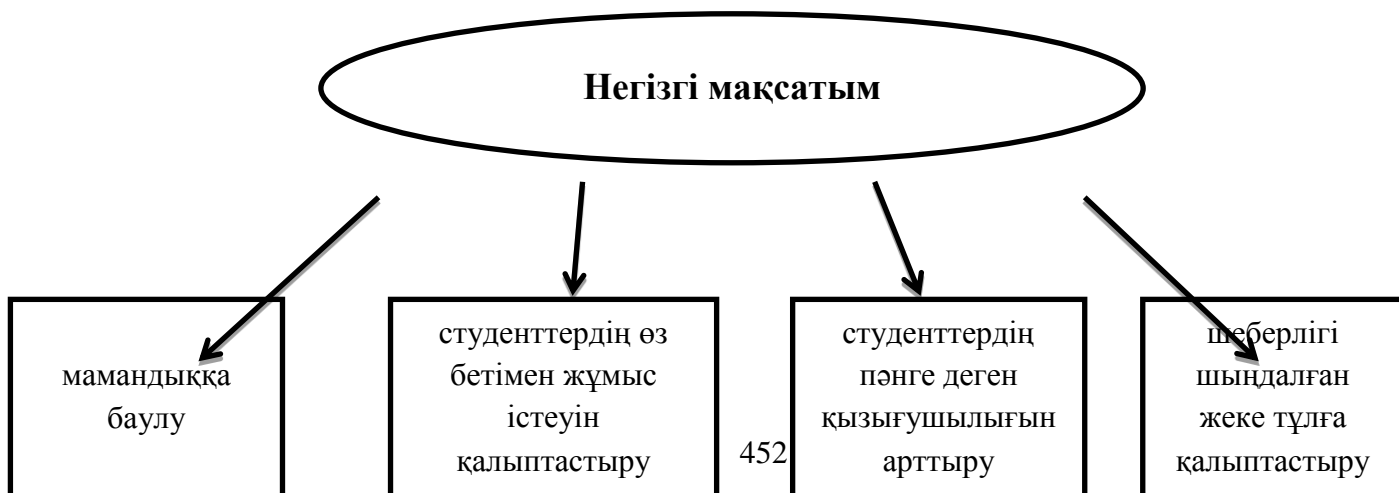 Негізгі мақсатым
мамандыққа
баулу
студенттердің өз
бетімен жұмыс
істеуін
қалыптастыру
студенттердің
пәнге деген
қызығушылығын
арттыру
шеберлігі
шыңдалған
жеке тұлға
қалыптастыру
452